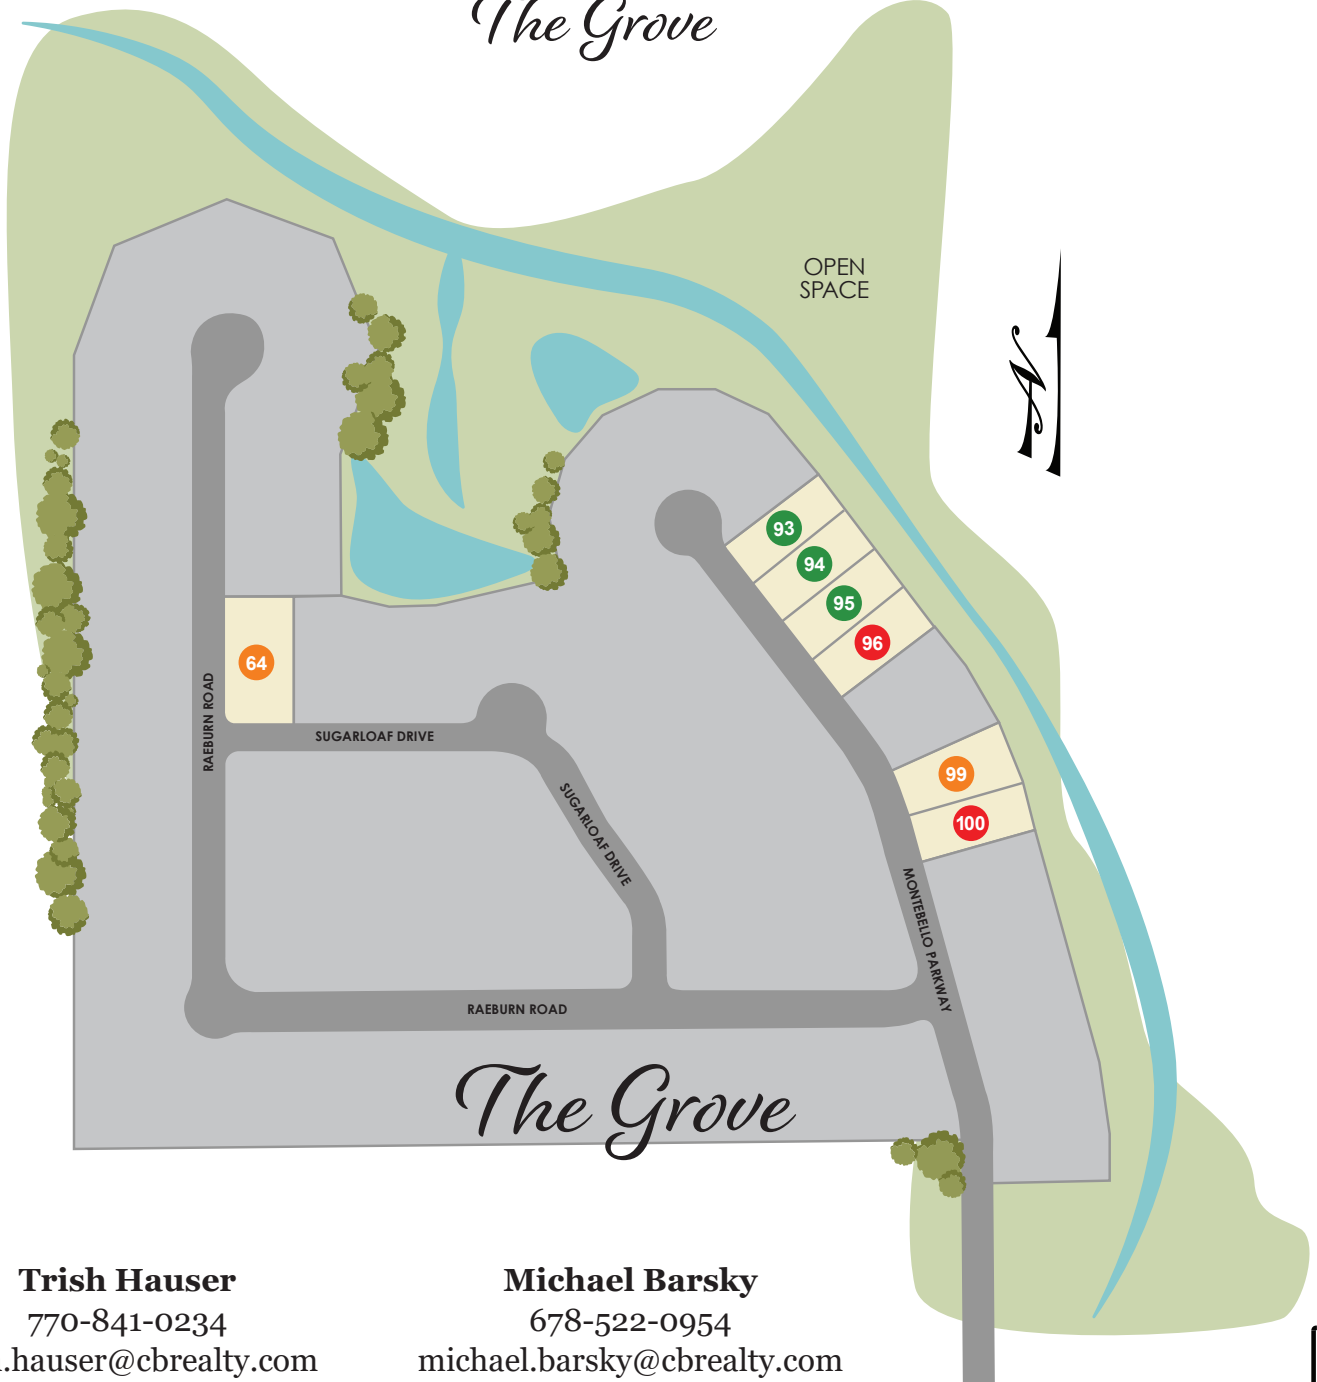 The Grove
OPEN
SPACE
N
93
94
95
96
64
RAEBURN ROAD
SUGARLOAF DRIVE
99
SUGARLOAF DRIVE
100
MONTEBELLO PARKWAY
RAEBURN ROAD
The Grove
Trish Hauser
770-841-0234
.hauser@cbrealty.com
Michael Barsky
678-522-0954
michael.barsky@cbrealty.com